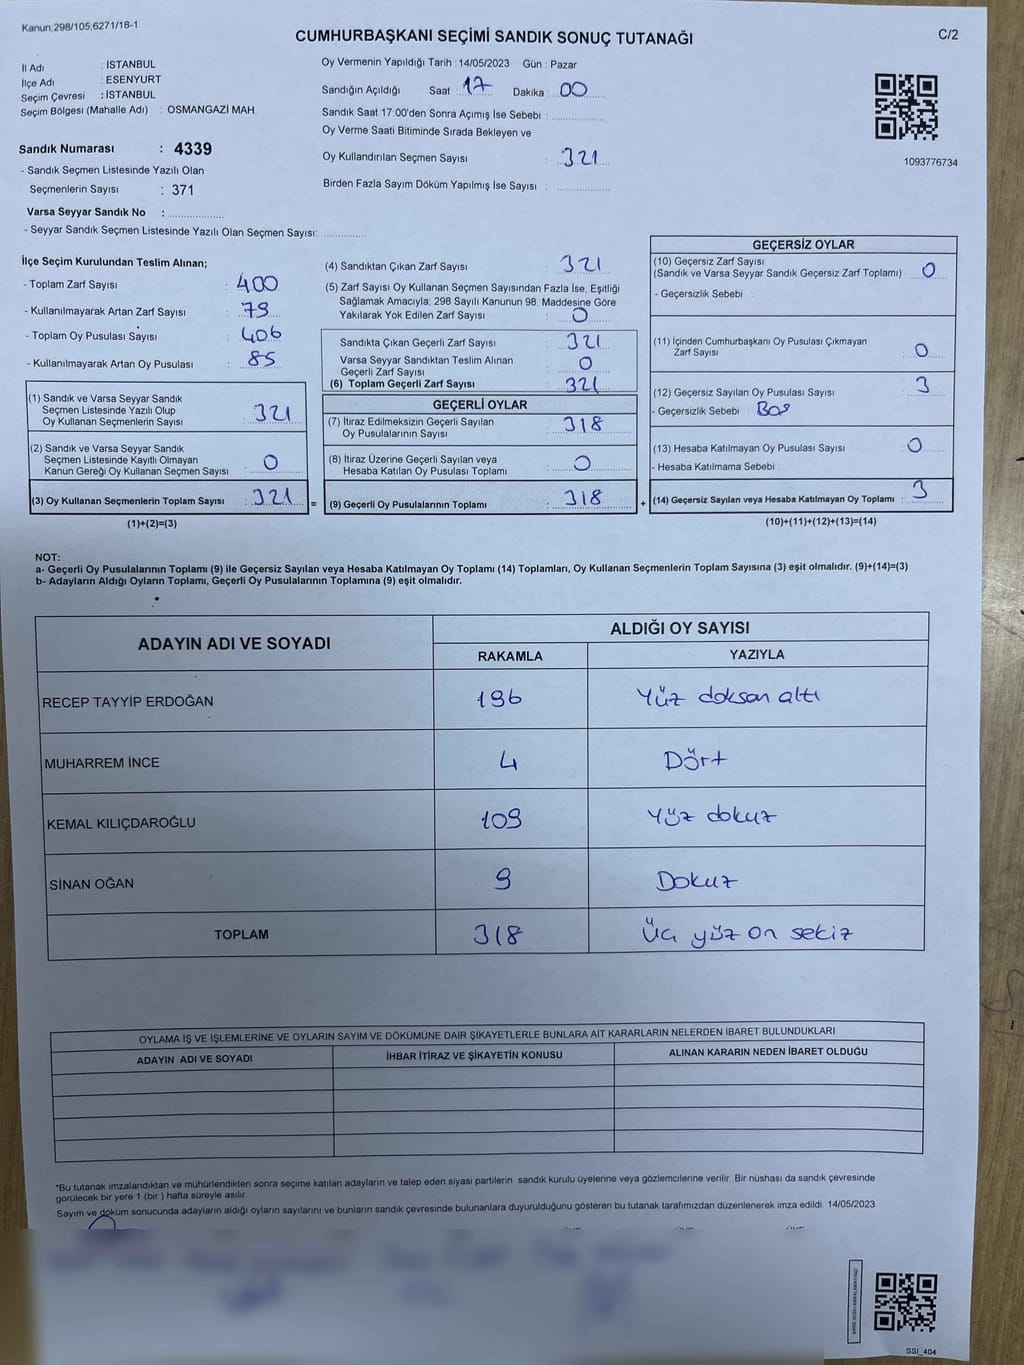 Kanun:298/105,6271/18-1
C/2
CUMHURBAŞKANI SEÇİMİ SANDIK SONUÇ TUTANAĞI
İl Adı : İSTANBUL
İlçe Adı : ESENYURT
Seçim Çevresi : İSTANBUL
Seçim Bölgesi (Mahalle Adı) : OSMANGAZİ MAH.
Sandık Numarası : 4339
- Sandık Seçmen Listesinde Yazılı Olan
Seçmenlerin Sayısı : 371
Varsa Seyyar Sandık No : ..................
- Seyyar Sandık Seçmen Listesinde Yazılı Olan Seçmen Sayısı: ..............
Oy Vermenin Yapıldığı Tarih : 14/05/2023 Gün : Pazar
Sandığın Açıldığı Saat : 17 Dakika : 00
Sandık Saat 17:00'den Sonra Açımış İse Sebebi : ..................
Oy Verme Saati Bitiminde Sırada Bekleyen ve
Oy Kullandırılan Seçmen Sayısı : 321
Birden Fazla Sayım Döküm Yapılmış İse Sayısı : ..................
1093776734
İlçe Seçim Kurulundan Teslim Alınan;
- Toplam Zarf Sayısı : 400
- Kullanılmayarak Artan Zarf Sayısı : 79
- Toplam Oy Pusulası Sayısı : 406
- Kullanılmayarak Artan Oy Pusulası : 85
(1) Sandık ve Varsa Seyyar Sandık
Seçmen Listesinde Yazılı Olup
Oy Kullanan Seçmenlerin Sayısı : 321
(2) Sandık ve Varsa Seyyar Sandık
Seçmen Listesinde Kayıtlı Olmayan
Kanun Gereği Oy Kullanan Seçmen Sayısı : 0
(3) Oy Kullanan Seçmenlerin Toplam Sayısı : 321
(1)+(2)=(3)
=
(4) Sandıktan Çıkan Zarf Sayısı : 321
(5) Zarf Sayısı Oy Kullanan Seçmen Sayısından Fazla İse, Eşitliği
Sağlamak Amacıyla; 298 Sayılı Kanunun 98. Maddesine Göre
Yakılarak Yok Edilen Zarf Sayısı : 0
Sandıkta Çıkan Geçerli Zarf Sayısı : 321
Varsa Seyyar Sandıktan Teslim Alınan
Geçerli Zarf Sayısı : 0
(6) Toplam Geçerli Zarf Sayısı : 321
GEÇERLİ OYLAR
(7) İtiraz Edilmeksizin Geçerli Sayılan
Oy Pusulalarının Sayısı : 318
(8) İtiraz Üzerine Geçerli Sayılan veya
Hesaba Katılan Oy Pusulası Toplamı : 0
(9) Geçerli Oy Pusulalarının Toplamı : 318
+
GEÇERSİZ OYLAR
(10) Geçersiz Zarf Sayısı
(Sandık ve Varsa Seyyar Sandık Geçersiz Zarf Toplamı) : 0
- Geçersizlik Sebebi :
(11) İçinden Cumhurbaşkanı Oy Pusulası Çıkmayan
Zarf Sayısı : 0
(12) Geçersiz Sayılan Oy Pusulası Sayısı : 3
- Geçersizlik Sebebi : BOŞ
(13) Hesaba Katılmayan Oy Pusulası Sayısı : 0
- Hesaba Katılmama Sebebi :
(14) Geçersiz Sayılan veya Hesaba Katılmayan Oy Toplamı : 3
(10)+(11)+(12)+(13)=(14)
NOT:
a- Geçerli Oy Pusulalarının Toplamı (9) ile Geçersiz Sayılan veya Hesaba Katılmayan Oy Toplamı (14) Toplamları, Oy Kullanan Seçmenlerin Toplam Sayısına (3) eşit olmalıdır. (9)+(14)=(3)
b- Adayların Aldığı Oyların Toplamı, Geçerli Oy Pusulalarının Toplamına (9) eşit olmalıdır.
ADAYIN ADI VE SOYADI ALDIĞI OY SAYISI
RAKAMLA YAZIYLA
RECEP TAYYİP ERDOĞAN 196 Yüz doksan altı
MUHARREM İNCE 4 Dört
KEMAL KILIÇDAROĞLU 109 Yüz dokuz
SİNAN OĞAN 9 Dokuz
TOPLAM 318 Üç yüz on sekiz
OYLAMA İŞ VE İŞLEMLERİNE VE OYLARIN SAYIM VE DÖKÜMÜNE DAİR ŞİKAYETLERLE BUNLARA AİT KARARLARIN NELERDEN İBARET BULUNDUKLARI
ADAYIN ADI VE SOYADI İHBAR İTİRAZ VE ŞİKAYETİN KONUSU ALINAN KARARIN NEDEN İBARET OLDUĞU
*Bu tutanak imzalandıktan ve mühürlendikten sonra seçime katılan adayların ve talep eden siyasi partilerin sandık kurulu üyelerine veya gözlemcilerine verilir. Bir nüshası da sandık çevresinde
görülecek bir yere 1 (bir ) hafta süreyle asılır.
Sayım ve döküm sonucunda adayların aldığı oyların sayılarını ve bunların sandık çevresinde bulunanlara duyurulduğunu gösteren bu tutanak tarafımızdan düzenlenerek imza edildi. 14/05/2023
SSI_404